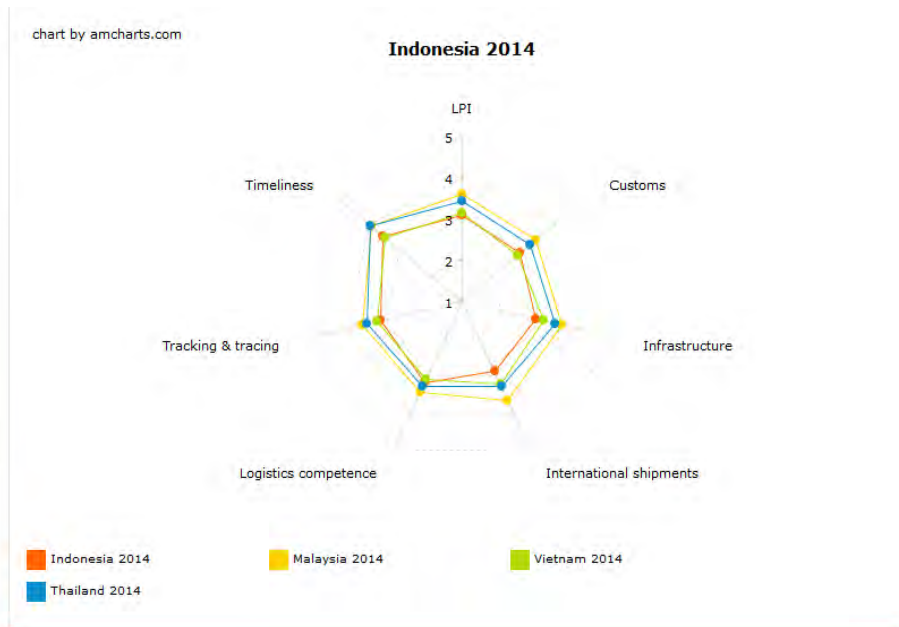 chart by amcharts.com
Indonesia 2014
LPI
5
4
3
2
1
Timeliness
Customs
Tracking & tracing
Infrastructure
Logistics competence
International shipments
Indonesia 2014
Malaysia 2014
Vietnam 2014
Thailand 2014